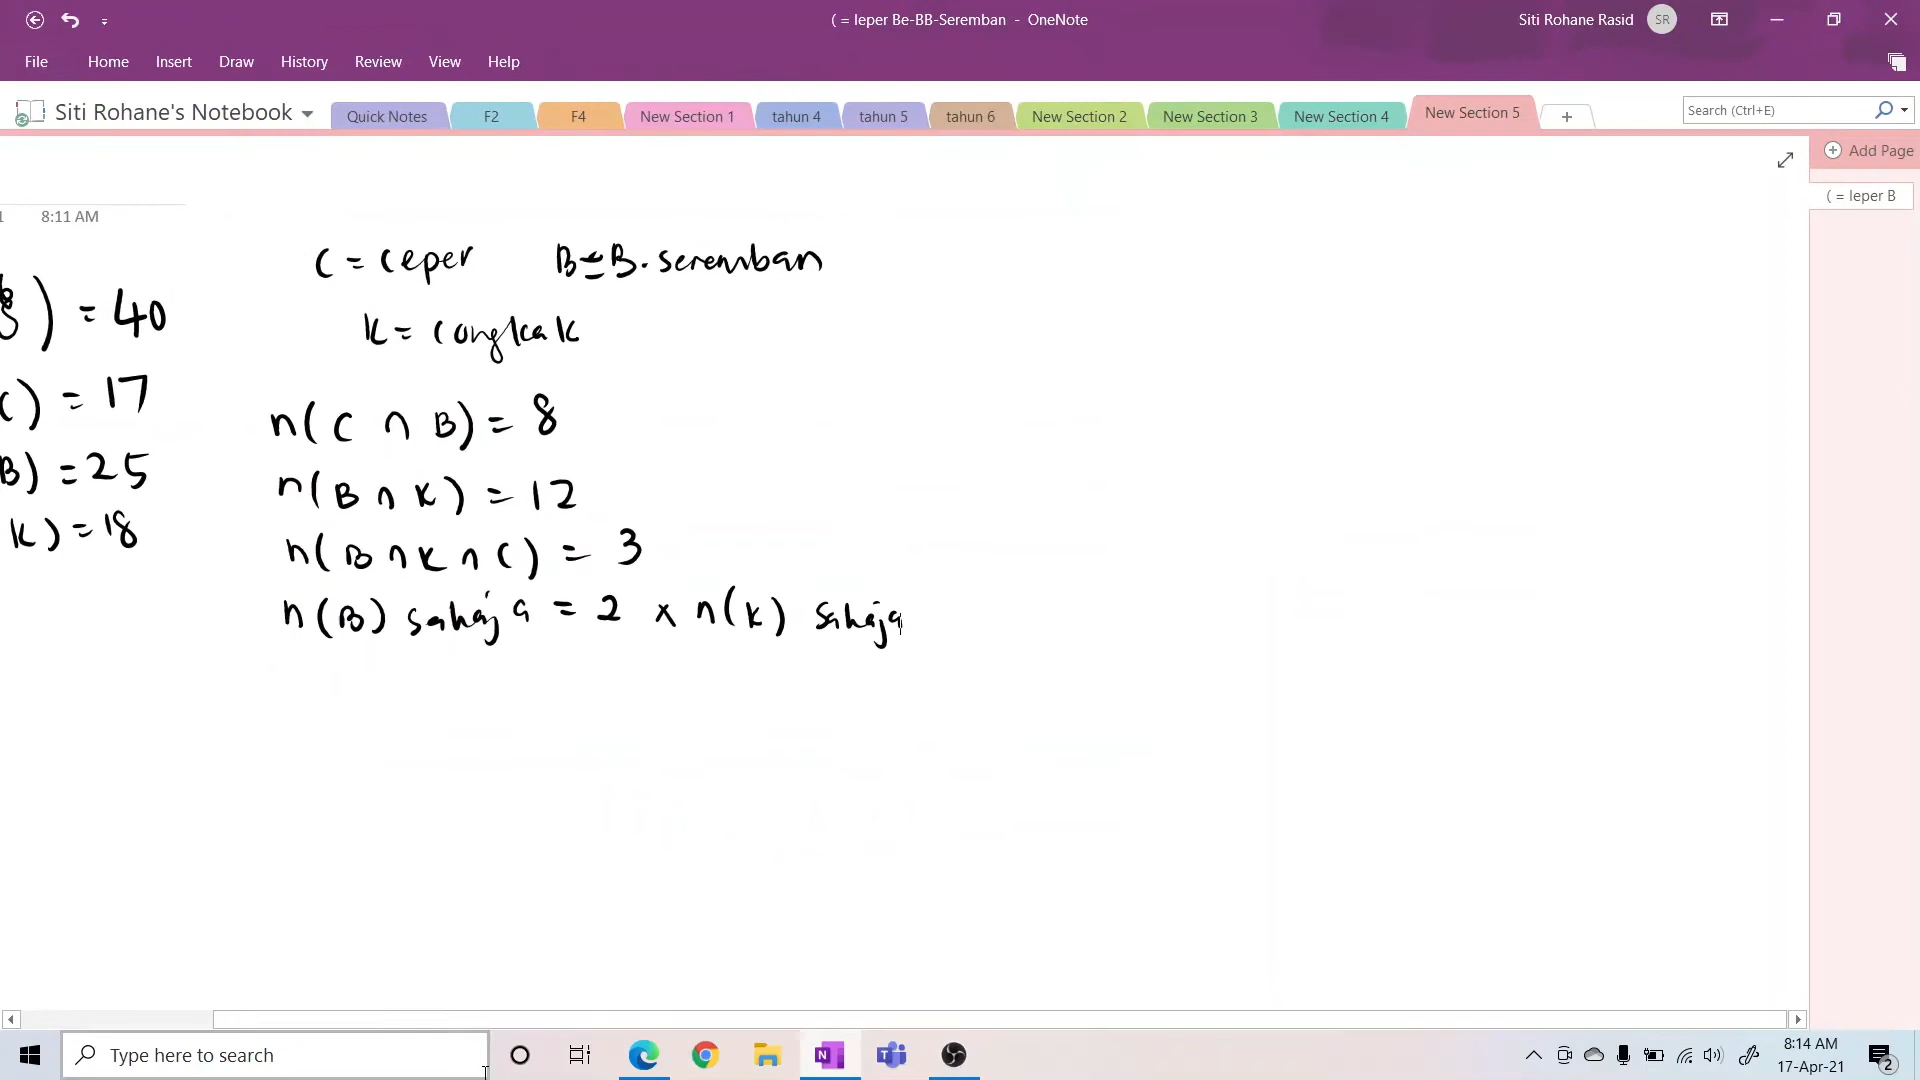 ( = leper Be-BB-Seremban - OneNote
Siti Rohane Rasid
SR
File Home Insert Draw History Review View Help
Siti Rohane's Notebook
Quick Notes F2 F4 New Section 1 tahun 4 tahun 5 tahun 6 New Section 2 New Section 3 New Section 4 New Section 5 +
Search (Ctrl+E)
Add Page
( = leper B
8:11 AM
) = 40
C) = 17
B) = 25
K) = 18
C = Ceper B = B. seremban
K = congkak
n( C ∩ B) = 8
n( B ∩ K) = 12
n( B ∩ K ∩ C) = 3
n(B) sahaja = 2 x n(K) sahaja
Type here to search
8:14 AM
17-Apr-21
2